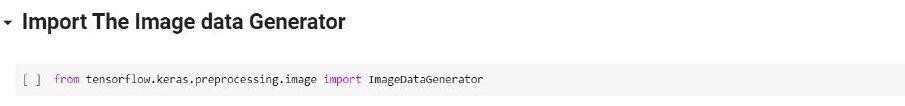 Import The Image data Generator
[ ] from tensorflow.keras.preprocessing.image import ImageDataGenerator